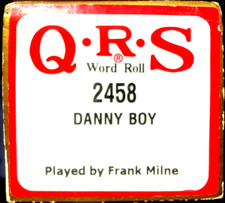 Q·R·S
®
Word Roll
2458
DANNY BOY
Played by Frank Milne